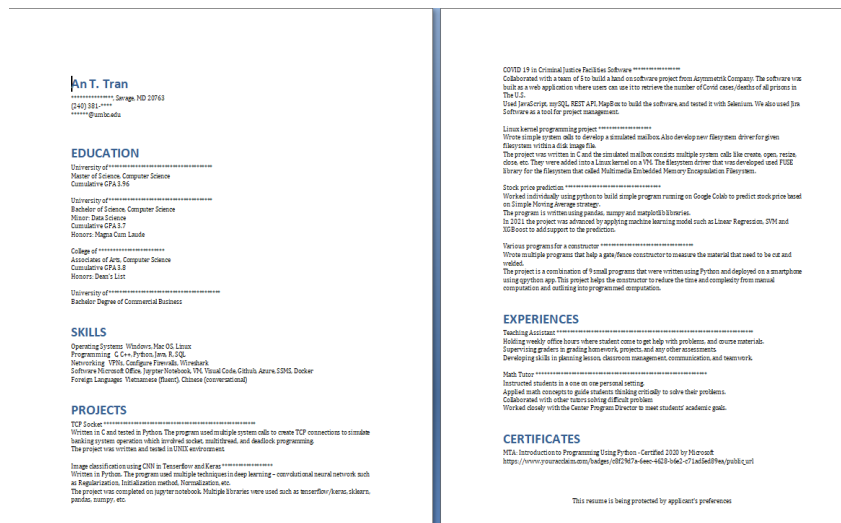 An T. Tran
***************, Savage, MD 20763
(240) 381-****
******@umbc.edu
EDUCATION
University of **************************************
Master of Science, Computer Science
Cumulative GPA 3.96
University of **************************************
Bachelor of Science, Computer Science
Minor: Data Science
Cumulative GPA 3.7
Honors: Magna Cum Laude
College of ************************
Associates of Arts, Computer Science
Cumulative GPA 3.8
Honors: Dean's List
University of *****************************************
Bachelor Degree of Commercial Business
SKILLS
Operating Systems Windows, Mac OS, Linux
Programming C, C++, Python, Java, R, SQL
Networking VPNs, Configure Firewalls, Wireshark
Software Microsoft Office, Juypter Notebook, VM, Visual Code, Github, Azure, SSMS, Docker
Foreign Languages Vietnamese (fluent), Chinese (conversational)
PROJECTS
TCP Socket ********************************************************
Written in C and tested in Python. The program used multiple system calls to create TCP connections to simulate
banking system operation which involved socket, multithread, and deadlock programming.
The project was written and tested in UNIX environment
Image classification using CNN in Tenserflow and Keras *******************
Written in Python. The program used multiple techniques in deep learning – convolutional neural network such
as Regularization, Initialization method, Normalization, etc.
The project was completed on jupyter notebook. Multiple libraries were used such as tenserflow/keras, sklearn,
pandas, numpy, etc.
COVID 19 in Criminal Justice Facilities Software ******************
Collaborated with a team of 5 to build a hand on software project from Asymmetrik Company. The software was
built as a web application where users can use it to retrieve the number of Covid cases/deaths of all prisons in
The U.S.
Used JavaScript, mySQL, REST API, MapBox to build the software, and tested it with Selenium. We also used Jira
Software as a tool for project management.
Linux kernel programming project ********************
Wrote simple system calls to develop a simulated mailbox. Also develop new filesystem driver for given
filesystem within a disk image file.
The project was written in C and the simulated mailbox consists multiple system calls like create, open, resize,
close, etc. They were added into a Linux kernel on a VM. The filesystem driver that was developed used FUSE
library for the filesystem that called Multimedia Embedded Memory Encapsulation Filesystem.
Stock price prediction ***********************************
Worked individually using python to build simple program running on Google Colab to predict stock price based
on Simple Moving Average strategy.
The program is written using pandas, numpy and matplotlib libraries.
In 2021 the program was advanced by applying machine learning model such as Linear Regression, SVM and
XGBoost to add support to the prediction.
Various programs for a constructor **********************************
Wrote multiple programs that help a gate/fence constructor to measure the material that need to be cut and
welded.
The project is a combination of 9 small programs that were written using Python and deployed on a smartphone
using qpython app. This project helps the constructor to reduce the time and complexity from manual
computation and outlining into programmed computation.
EXPERIENCES
Teaching Assistant ************************************************************************
Holding weekly office hours where student come to get help with problems, and course materials.
Supervising graders in grading homework, projects, and any other assessments.
Developing skills in planning lesson, classroom management, communication, and teamwork.
Math Tutor ***************************************************************
Instructed students in a one on one personal setting.
Applied math concepts to guide students thinking critically to solve their problems.
Collaborated with other tutors solving difficult problem
Worked closely with the Center Program Director to meet students' academic goals.
CERTIFICATES
MTA: Introduction to Programming Using Python - Certified 2020 by Microsoft
This resume is being protected by applicant's preferences